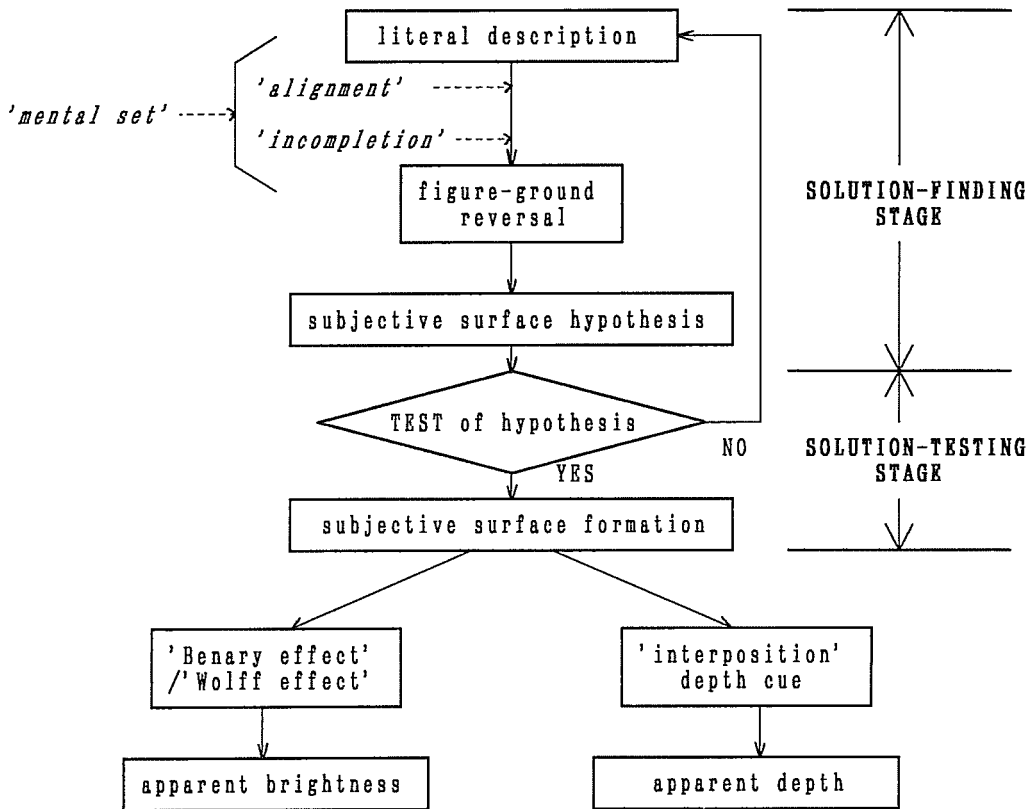 literal description
'alignment'
'mental set'
'incompletion'
figure-ground
reversal
SOLUTION-FINDING
STAGE
subjective surface hypothesis
TEST of hypothesis
NO
SOLUTION-TESTING
STAGE
YES
subjective surface formation
'Benary effect'
/'Wolff effect'
'interposition'
depth cue
apparent brightness
apparent depth